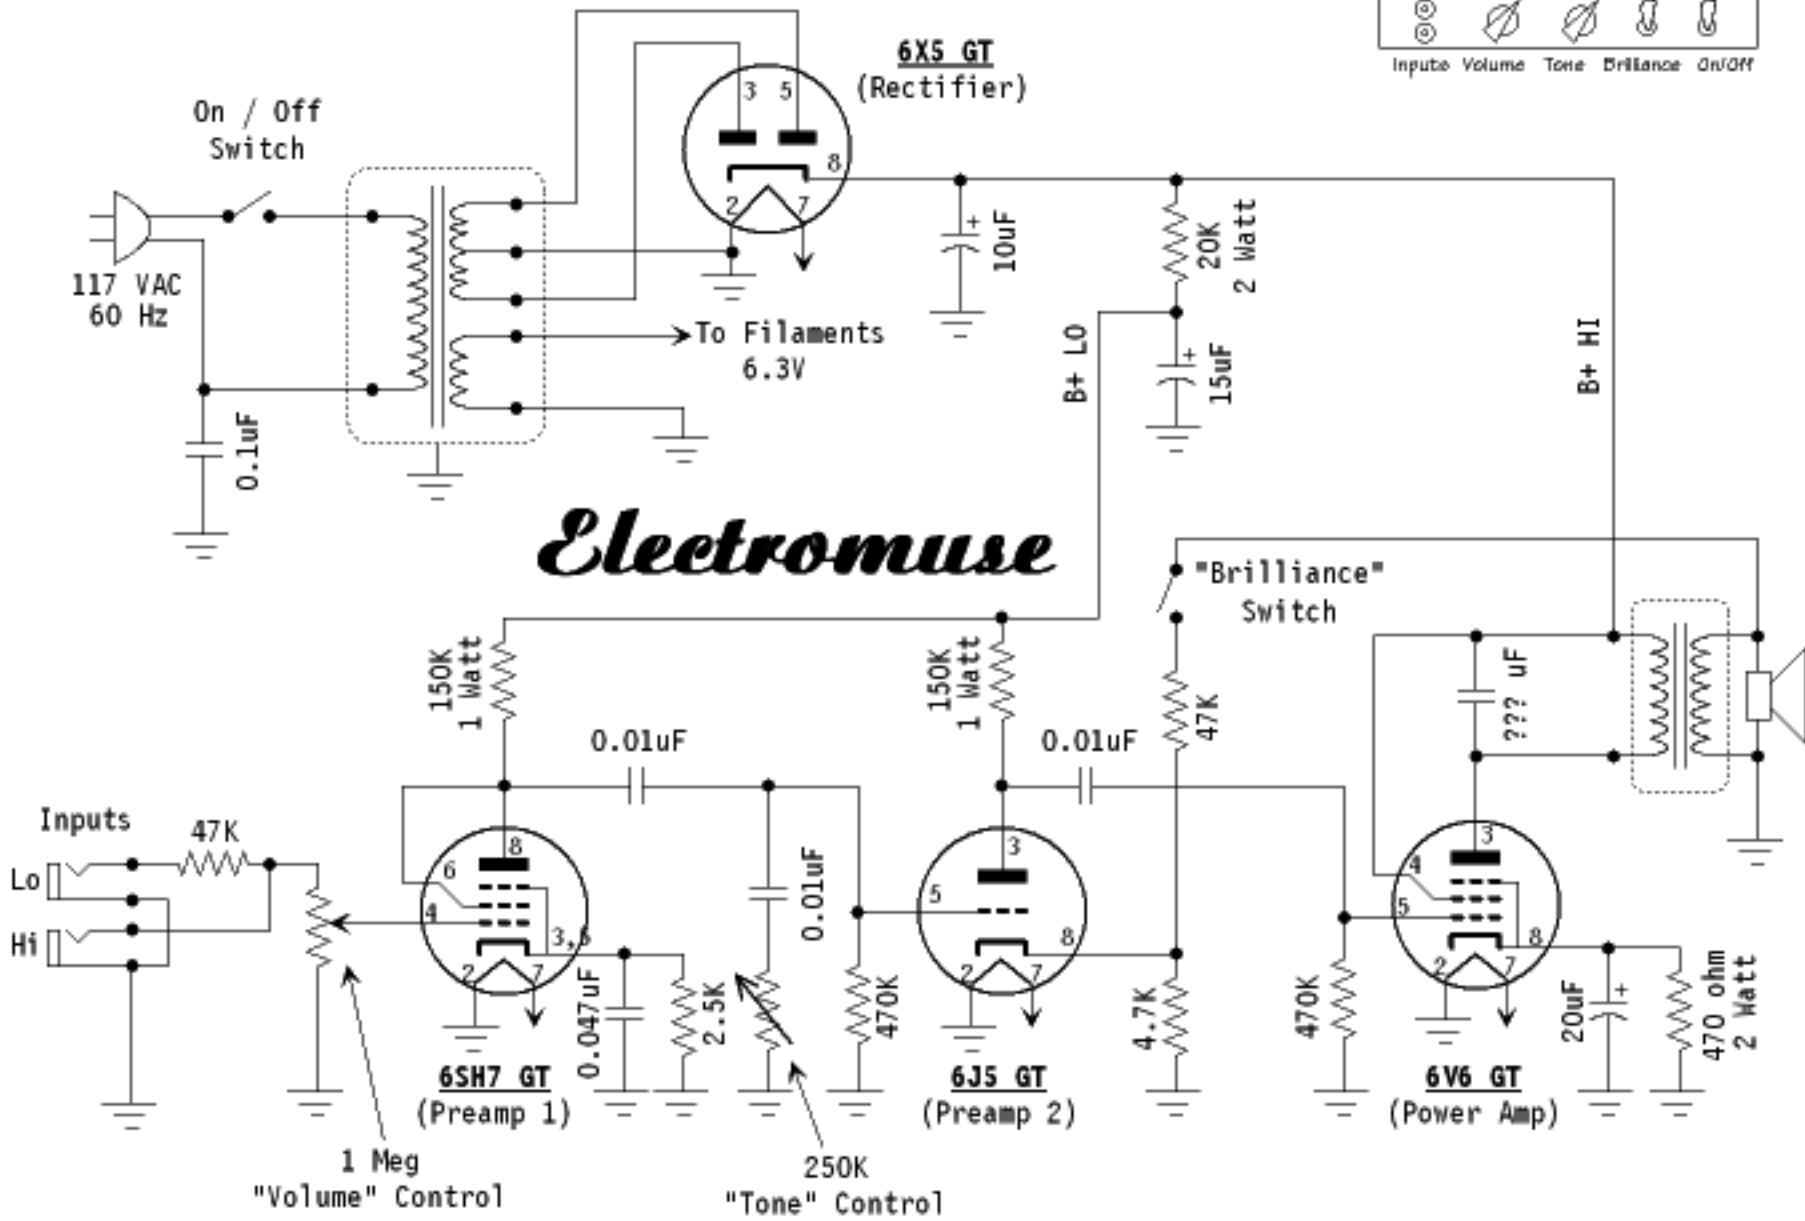 Inputs Volume Tone Brilliance On/Off
6X5 GT
(Rectifier)
3 5
8
2 7
On / Off
Switch
117 VAC
60 Hz
0.1uF
To Filaments
6.3V
10uF
20K
2 Watt
B+ LO
15uF
B+ HI
Electromuse
"Brilliance"
Switch
150K
1 Watt
0.01uF
150K
1 Watt
0.01uF
47K
??? uF
Inputs
Lo
Hi
47K
8
6
4
3,5
2 7
0.047uF
2.5K
0.01uF
470K
3
5
8
2 7
4.7K
470K
3
4
5
8
2 7
20uF
470 ohm
2 Watt
6SH7 GT
(Preamp 1)
6J5 GT
(Preamp 2)
6V6 GT
(Power Amp)
1 Meg
"Volume" Control
250K
"Tone" Control